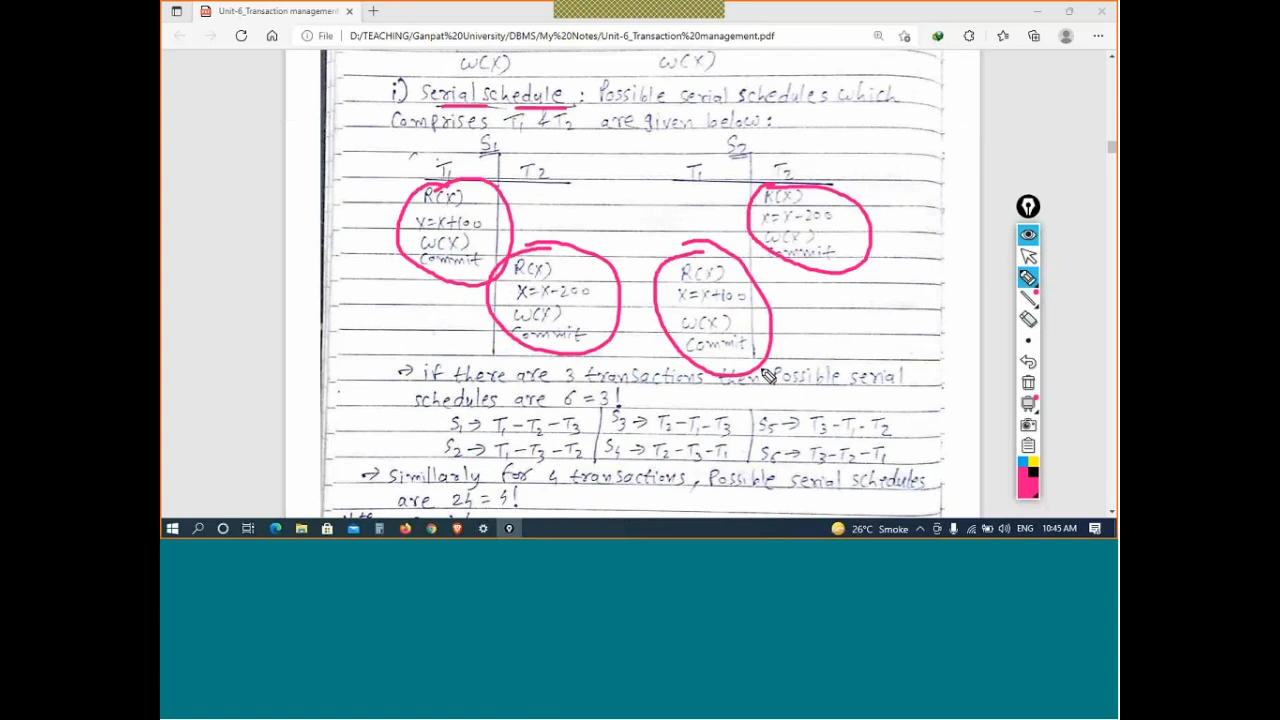 Unit-6_Transaction management
File D:/TEACHING/Ganpat%20University/DBMS/My%20Notes/Unit-6_Transaction%20management.pdf
W(X) W(X)
i) Serial schedule : Possible serial schedules which
Comprises T1 & T2 are given below:
S1 S2
T1 T2 T1 T2
R(X) R(X)
X=X+100 X=X-200
W(X) W(X)
Commit Commit
R(X) R(X)
X=X-200 X=X+100
W(X) W(X)
Commit Commit
→ if there are 3 transactions then Possible serial
schedules are 6 = 3!
S1 → T1-T2-T3 S3 → T2-T1-T3 S5 → T3-T1-T2
S2 → T1-T3-T2 S4 → T2-T3-T1 S6 → T3-T2-T1
→ Simillarly for 4 transactions, Possible serial schedules
are 24 = 4!
26°C Smoke ENG 10:45 AM